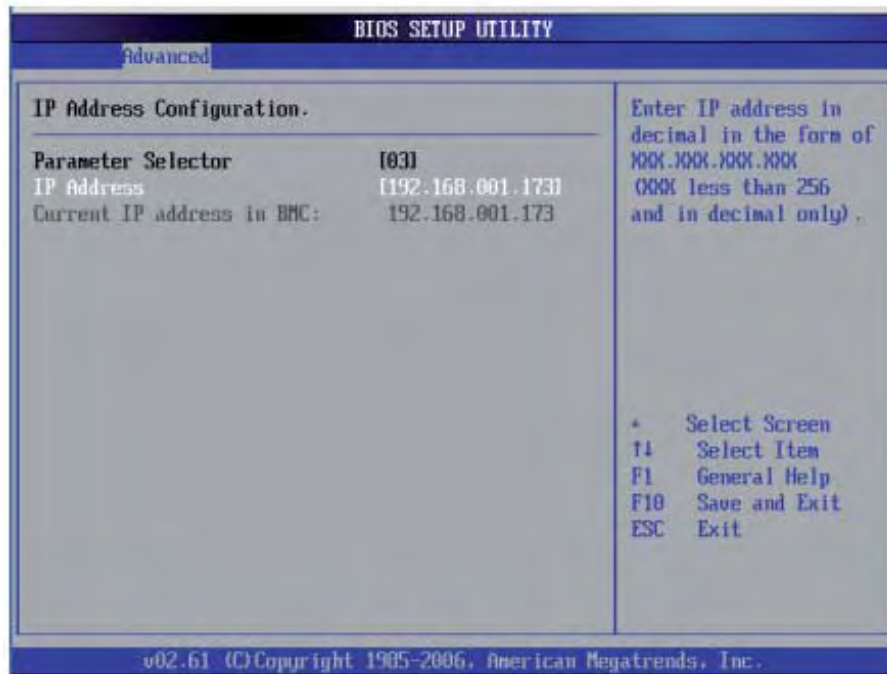 BIOS SETUP UTILITY
Advanced
IP Address Configuration.
Parameter Selector [03]
IP Address [192.168.001.173]
Current IP address in BMC: 192.168.001.173
Enter IP address in
decimal in the form of
XXX.XXX.XXX.XXX
(XXX less than 256
and in decimal only).
Select Screen
↑↓ Select Item
F1 General Help
F10 Save and Exit
ESC Exit
v02.61 (C)Copyright 1985-2006, American Megatrends, Inc.